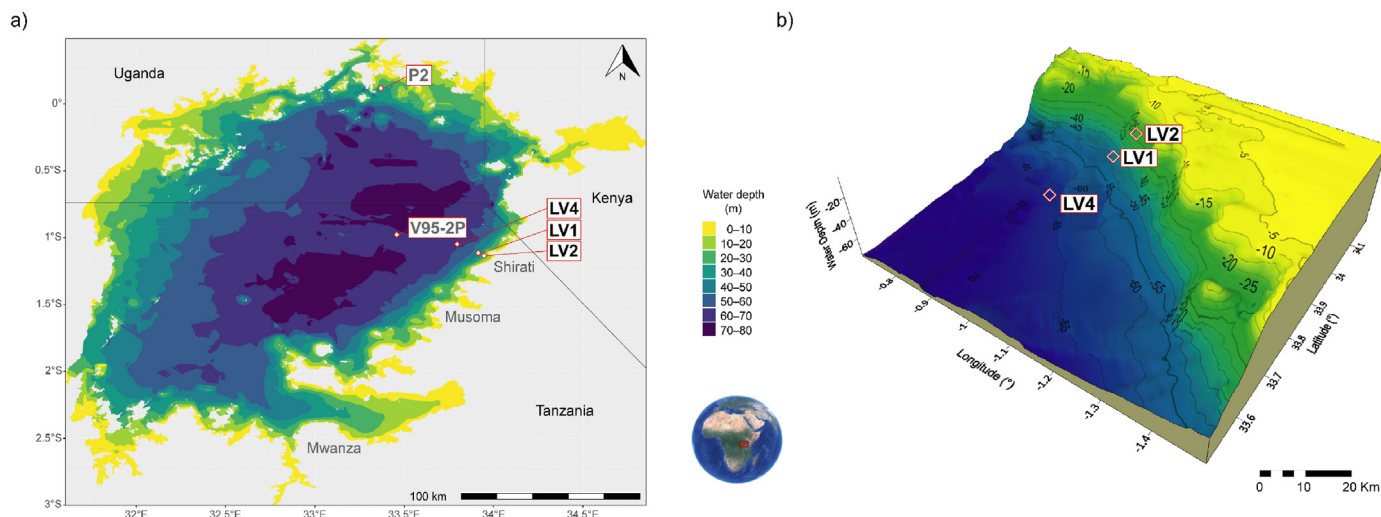 a)
Uganda
P2
N
0°
0.5°S
Kenya
LV4
V95-2P
LV1
1°S
LV2
Shirati
1.5°S
Musoma
2°S
Tanzania
2.5°S
Mwanza
100 km
3°S
32°E
32.5°E
33°E
33.5°E
34°E
34.5°E
Water depth
(m)
0–10
10–20
20–30
30–40
40–50
50–60
60–70
70–80
b)
-15
-20
-10
-40
-45
LV2
-5
LV1
-60
LV4
-15
-5
-10
-20
-10
-20
-25
-55
-60
-65
-20
-40
-60
Water Depth (m)
-0.8
-0.9
-1
-1.1
-1.2
-1.3
-1.4
Longitude (°)
34.1
34
33.9
33.8
33.7
33.6
Latitude (°)
0
10
20 Km